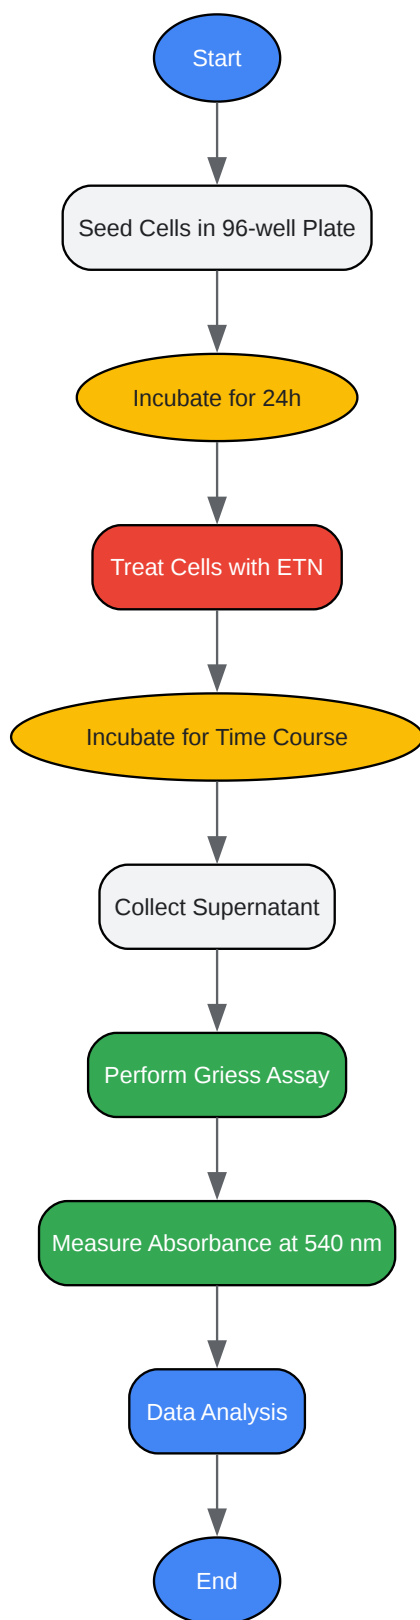 Start
Seed Cells in 96-well Plate
Incubate for 24h
Treat Cells with ETN
Incubate for Time Course
Collect Supernatant
Perform Griess Assay
Measure Absorbance at 540 nm
Data Analysis
End